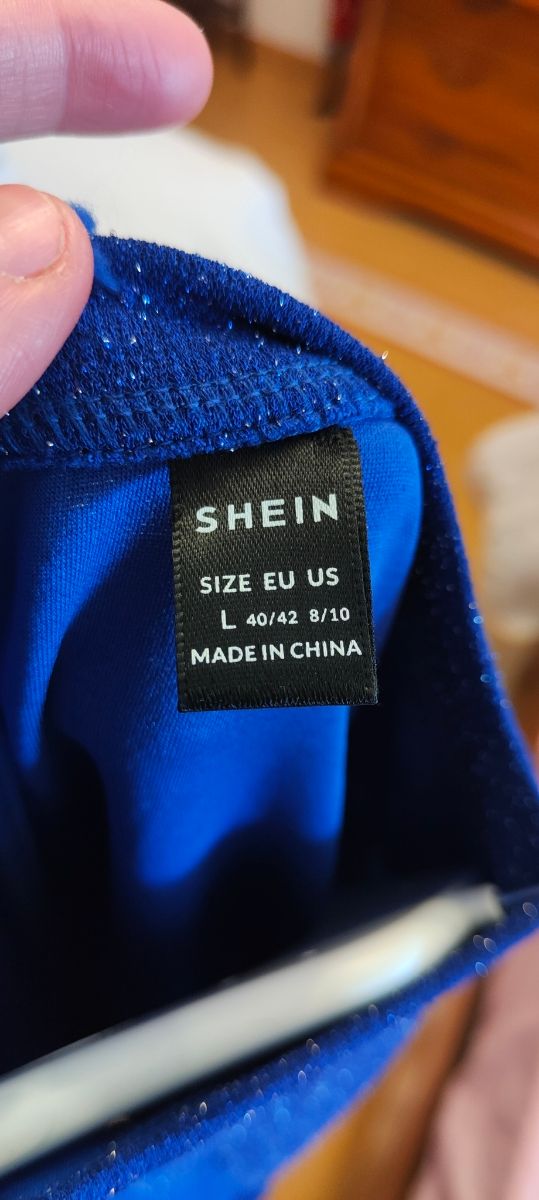 SHEIN
SIZE EU US
L 40/42 8/10
MADE IN CHINA